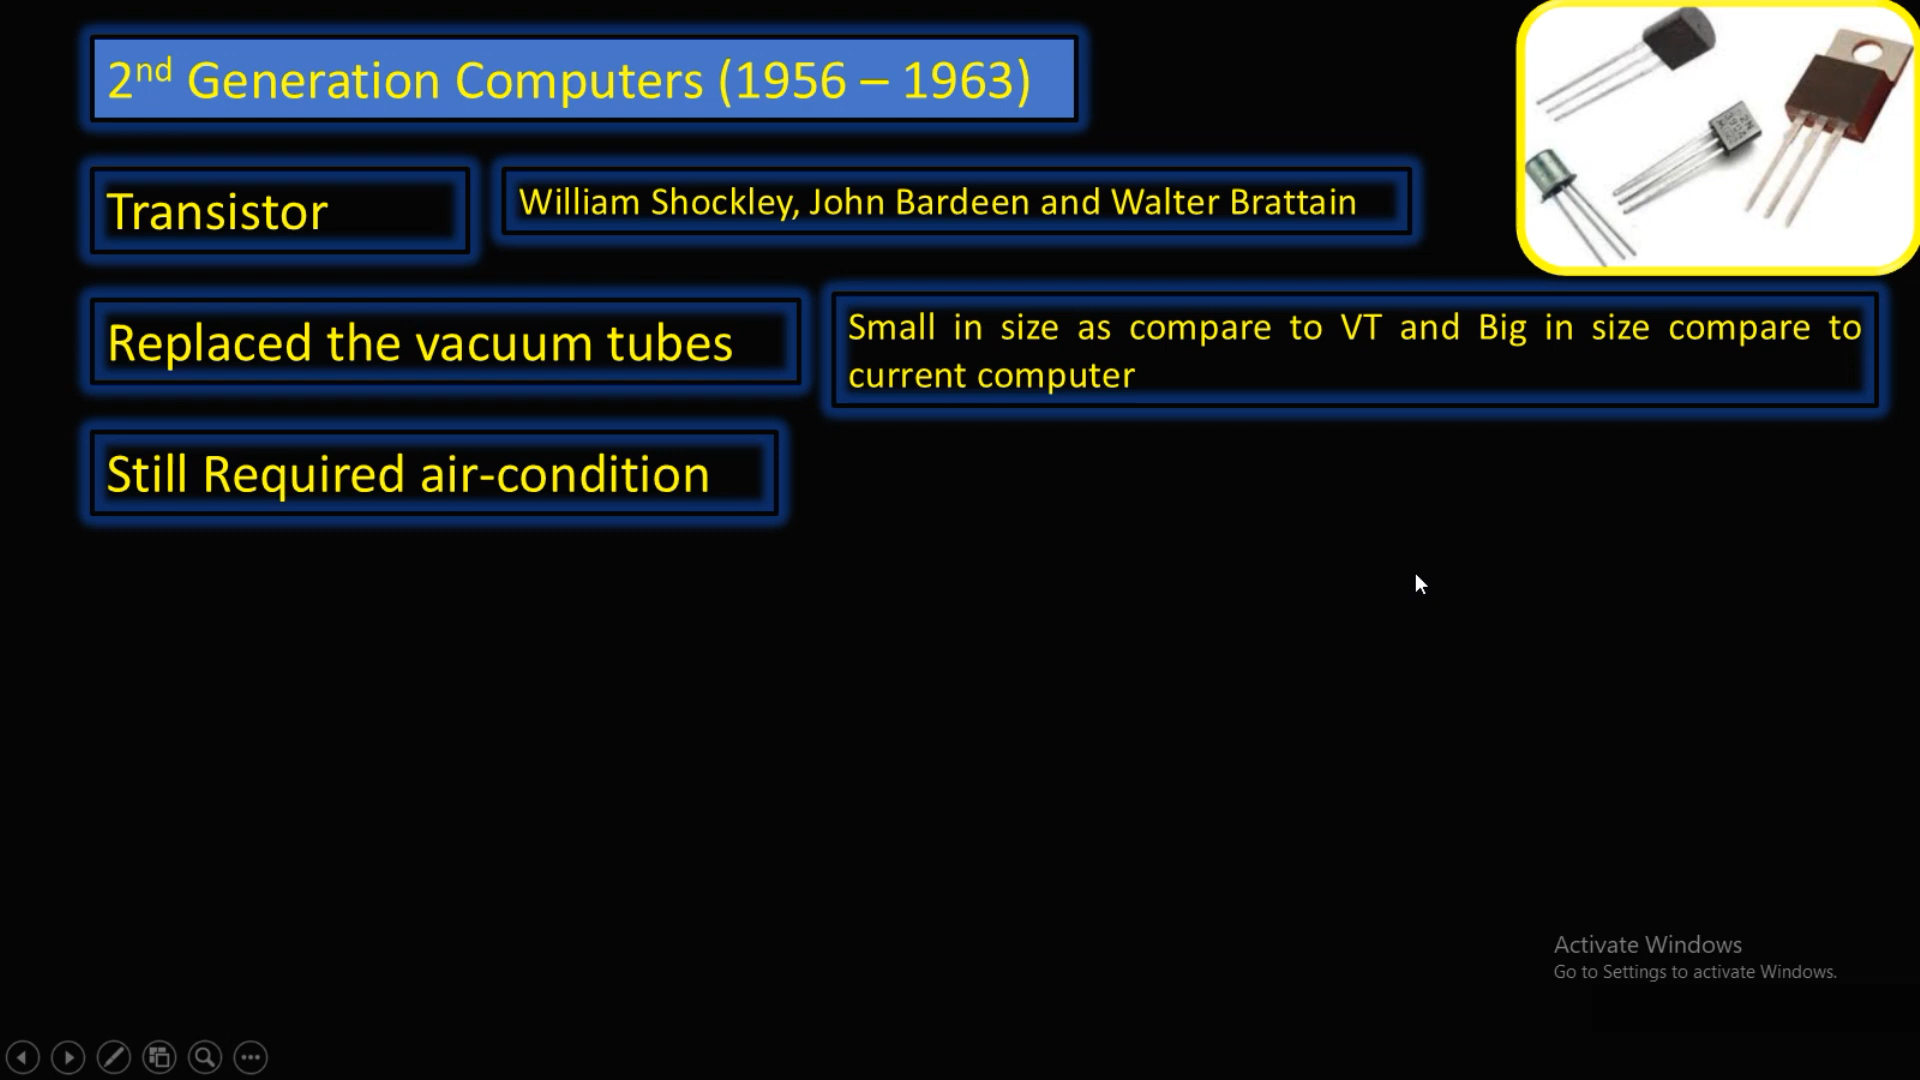 2nd Generation Computers (1956 – 1963)
Transistor
William Shockley, John Bardeen and Walter Brattain
Replaced the vacuum tubes
Small in size as compare to VT and Big in size compare to
current computer
Still Required air-condition
Activate Windows
Go to Settings to activate Windows.